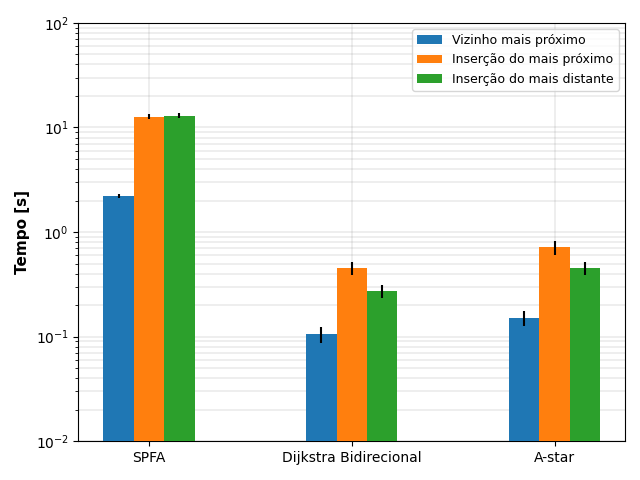 Vizinho mais próximo
Inserção do mais próximo
Inserção do mais distante
Tempo [s]
10²
10¹
10⁰
10⁻¹
10⁻²
SPFA
Dijkstra Bidirecional
A-star